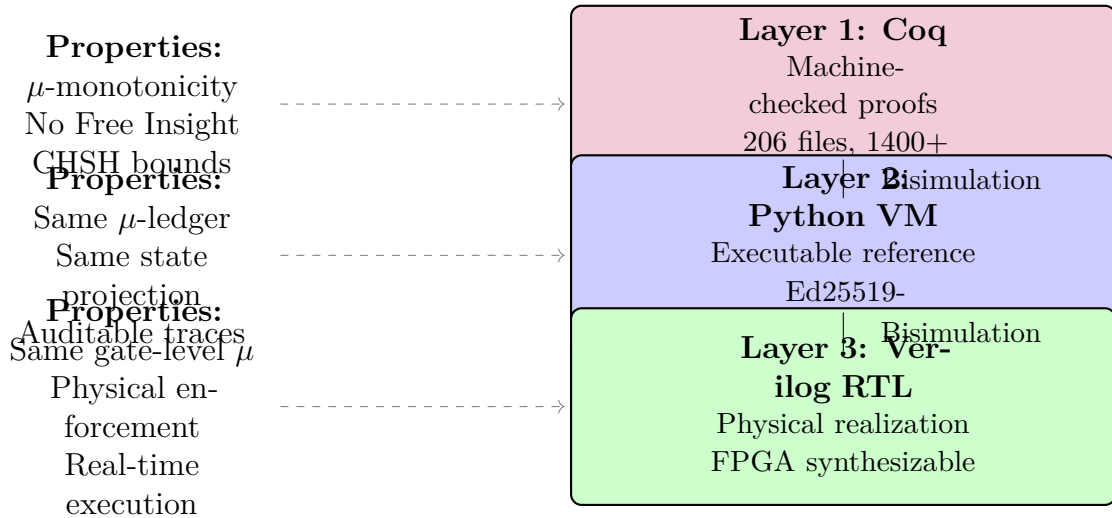 Properties:
μ-monotonicity
No Free Insight
CHSH bounds
Properties:
Same μ-ledger
Same state
projection
Auditable traces
Properties:
Same gate-level μ
Physical en-
forcement
Real-time
execution
Layer 1: Coq
Machine-
checked proofs
206 files, 1400+
Bisimulation
Layer 2:
Python VM
Executable reference
Ed25519-
Bisimulation
Layer 3: Ver-
ilog RTL
Physical realization
FPGA synthesizable